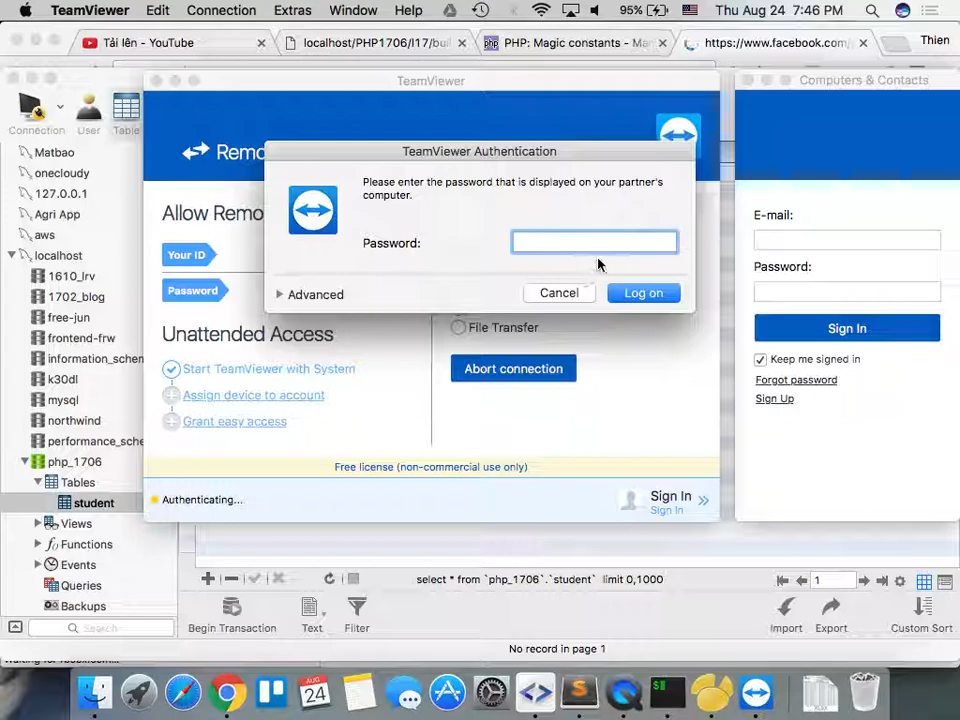 TeamViewer Edit Connection Extras Window Help 95% Thu Aug 24 7:46 PM
Tải lên - YouTube
localhost/PHP1706/l17/buil
PHP: Magic constants - Man
https://www.facebook.com/
Thien
TeamViewer
Computers & Contacts
Connection
User
Table
Matbao
onecloudy
127.0.0.1
Agri App
aws
localhost
1610_lrv
1702_blog
free-jun
frontend-frw
information_schem
k30dl
mysql
northwind
performance_sche
php_1706
Tables
student
Views
Functions
Events
Queries
Backups
Search
Remo
Allow Remo
Your ID
Password
Unattended Access
Start TeamViewer with System
Assign device to account
Grant easy access
File Transfer
Abort connection
Free license (non-commercial use only)
Authenticating...
Sign In
Sign In
TeamViewer Authentication
Please enter the password that is displayed on your partner's
computer.
Password:
Advanced
Cancel
Log on
E-mail:
Password:
Sign In
Keep me signed in
Forgot password
Sign Up
select * from `php_1706`.`student` limit 0,1000
1
Begin Transaction
Text
Filter
Import
Export
Custom Sort
No record in page 1
AUG
24